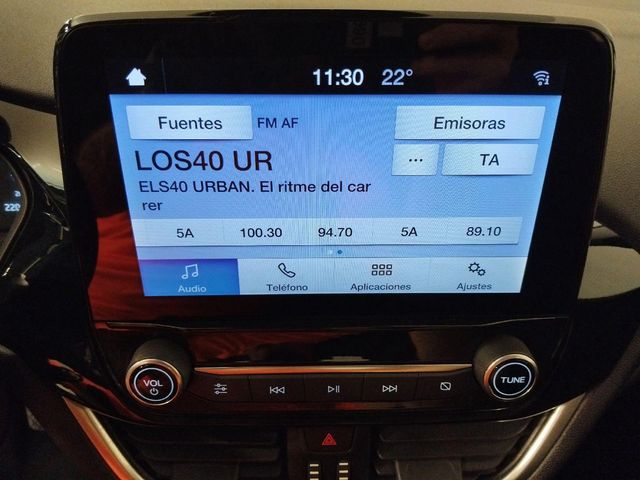 11:30 22°
Fuentes FM AF Emisoras
LOS40 UR ... TA
ELS40 URBAN. El ritme del car
rer
5A 100.30 94.70 5A 89.10
Audio Teléfono Aplicaciones Ajustes
VOL TUNE
220